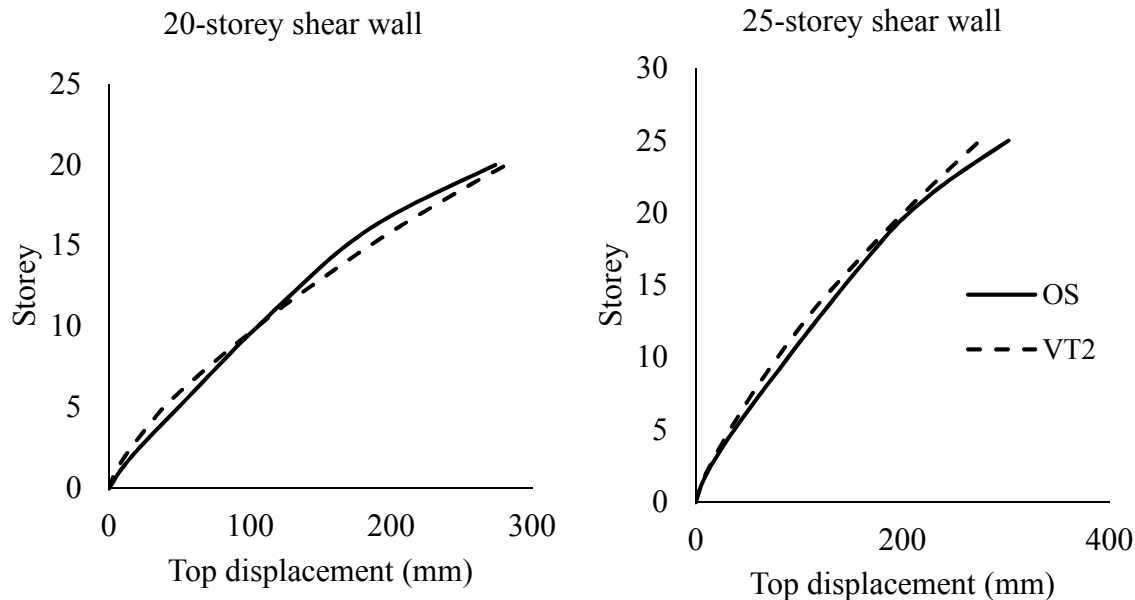 20-storey shear wall
25
20
15
10
5
0
Storey
0 100 200 300
Top displacement (mm)
25-storey shear wall
30
25
20
15
10
5
0
Storey
OS
VT2
0 200 400
Top displacement (mm)